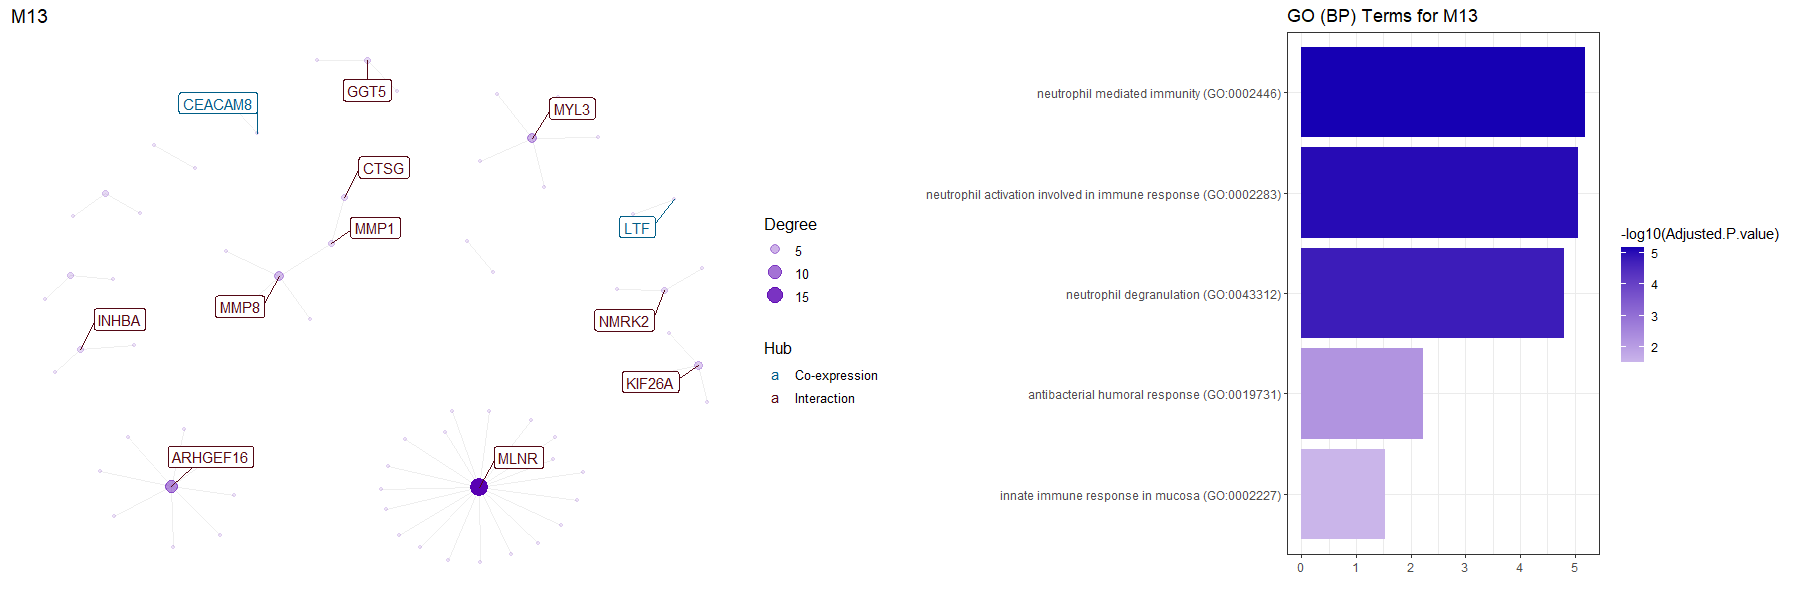 M13
GGT5
CEACAM8
MYL3
CTSG
MMP1
LTF
MMP8
INHBA
NMRK2
KIF26A
ARHGEF16
MLNR
Degree
5
10
15
Hub
a Co-expression
a Interaction
GO (BP) Terms for M13
neutrophil mediated immunity (GO:0002446)
neutrophil activation involved in immune response (GO:0002283)
neutrophil degranulation (GO:0043312)
antibacterial humoral response (GO:0019731)
innate immune response in mucosa (GO:0002227)
0 1 2 3 4 5
-log10(Adjusted.P.value)
5
4
3
2